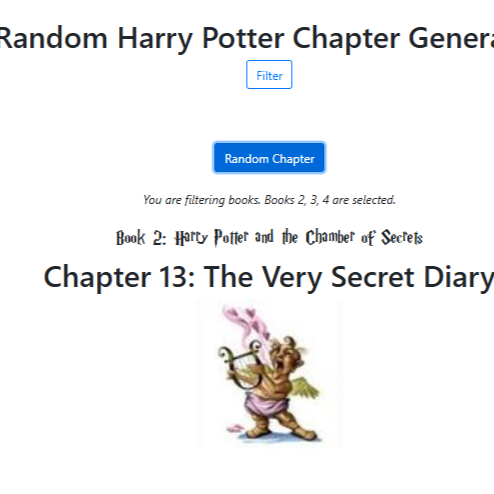 Random Harry Potter Chapter Genera
Filter
Random Chapter
You are filtering books. Books 2, 3, 4 are selected.
Book 2: Harry Potter and the Chamber of Secrets
Chapter 13: The Very Secret Diary